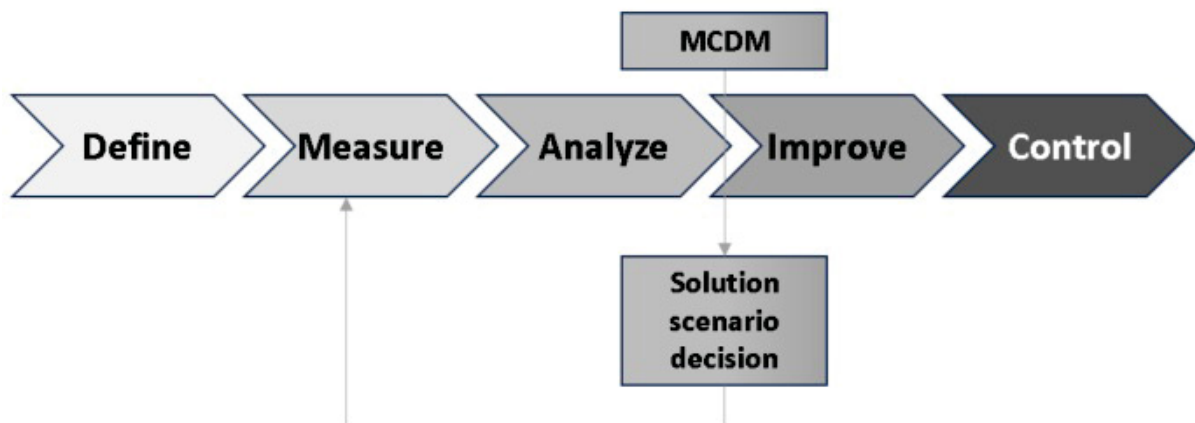 MCDM
Define
Measure
Analyze
Improve
Control
Solution
scenario
decision